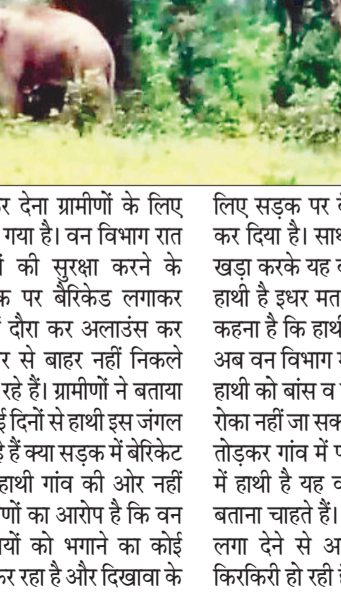 देना ग्रामीणों के लिए
गया है। वन विभाग रात
की सुरक्षा करने के
पर बैरिकेड लगाकर
दौरा कर अलाउंस कर
से बाहर नहीं निकले
रहे हैं। ग्रामीणों ने बताया
दिनों से हाथी इस जंगल
हैं क्या सड़क में बेरिकेट
हाथी गांव की ओर नहीं
का आरोप है कि वन
को भगाने का कोई
रहा है और दिखावा के
लिए सड़क पर
कर दिया है।
खड़ा करके यह
हाथी है इधर
कहना है कि
अब वन विभाग
हाथी को बांस व
रोका नहीं जा
तोड़कर गांव में
में हाथी है यह
बताना चाहते हैं।
लगा देने से
किरकिरी हो रही